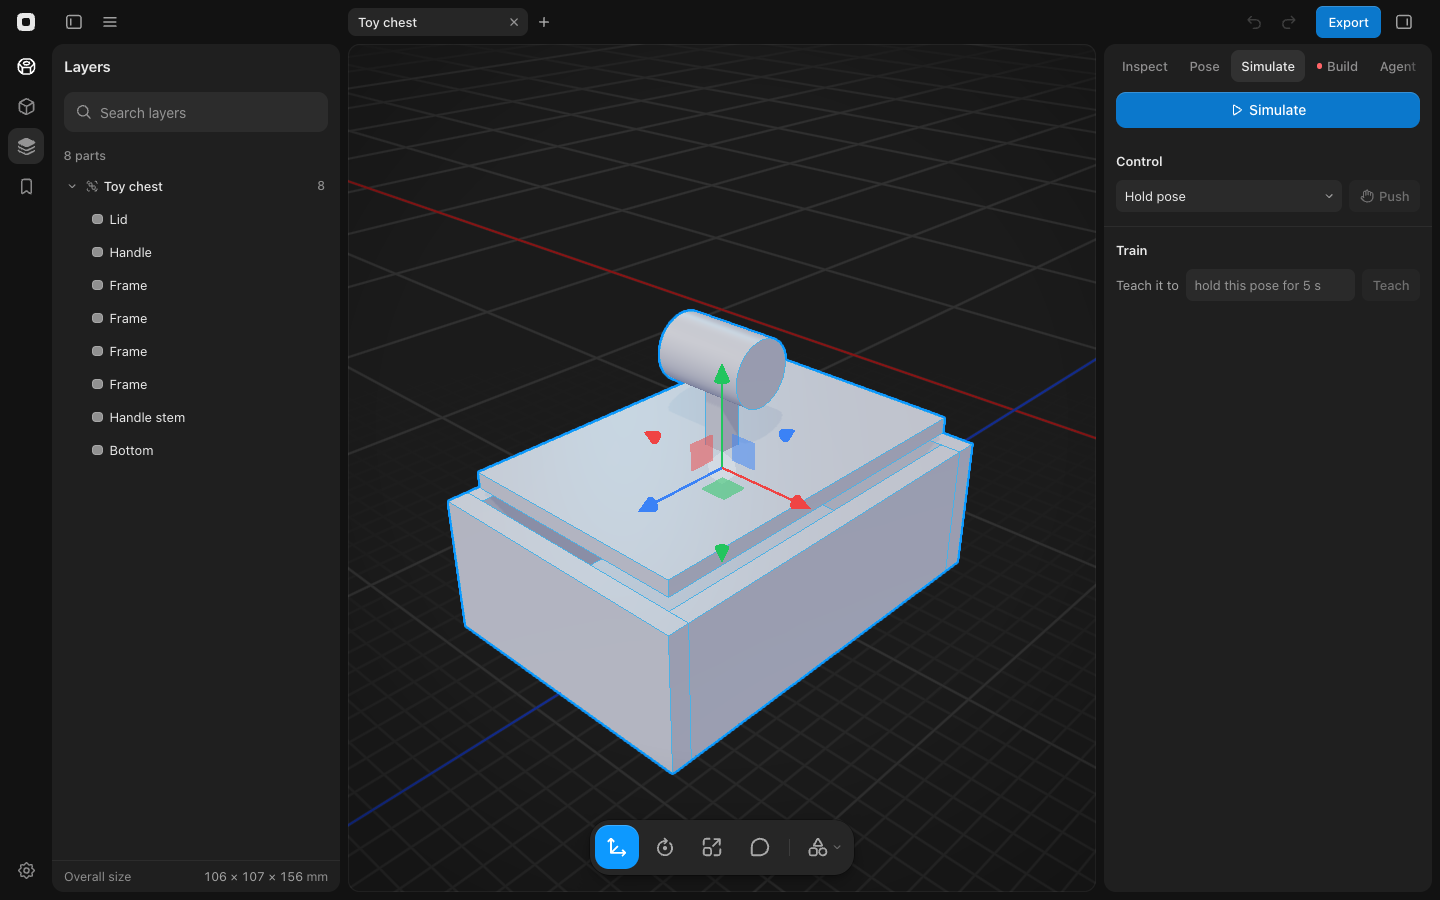 Toy chest
Export
Layers
Search layers
8 parts
Toy chest 8
Lid
Handle
Frame
Frame
Frame
Frame
Handle stem
Bottom
Overall size 106 × 107 × 156 mm
Inspect Pose Simulate Build Agent
Simulate
Control
Hold pose Push
Train
Teach it to hold this pose for 5 s Teach